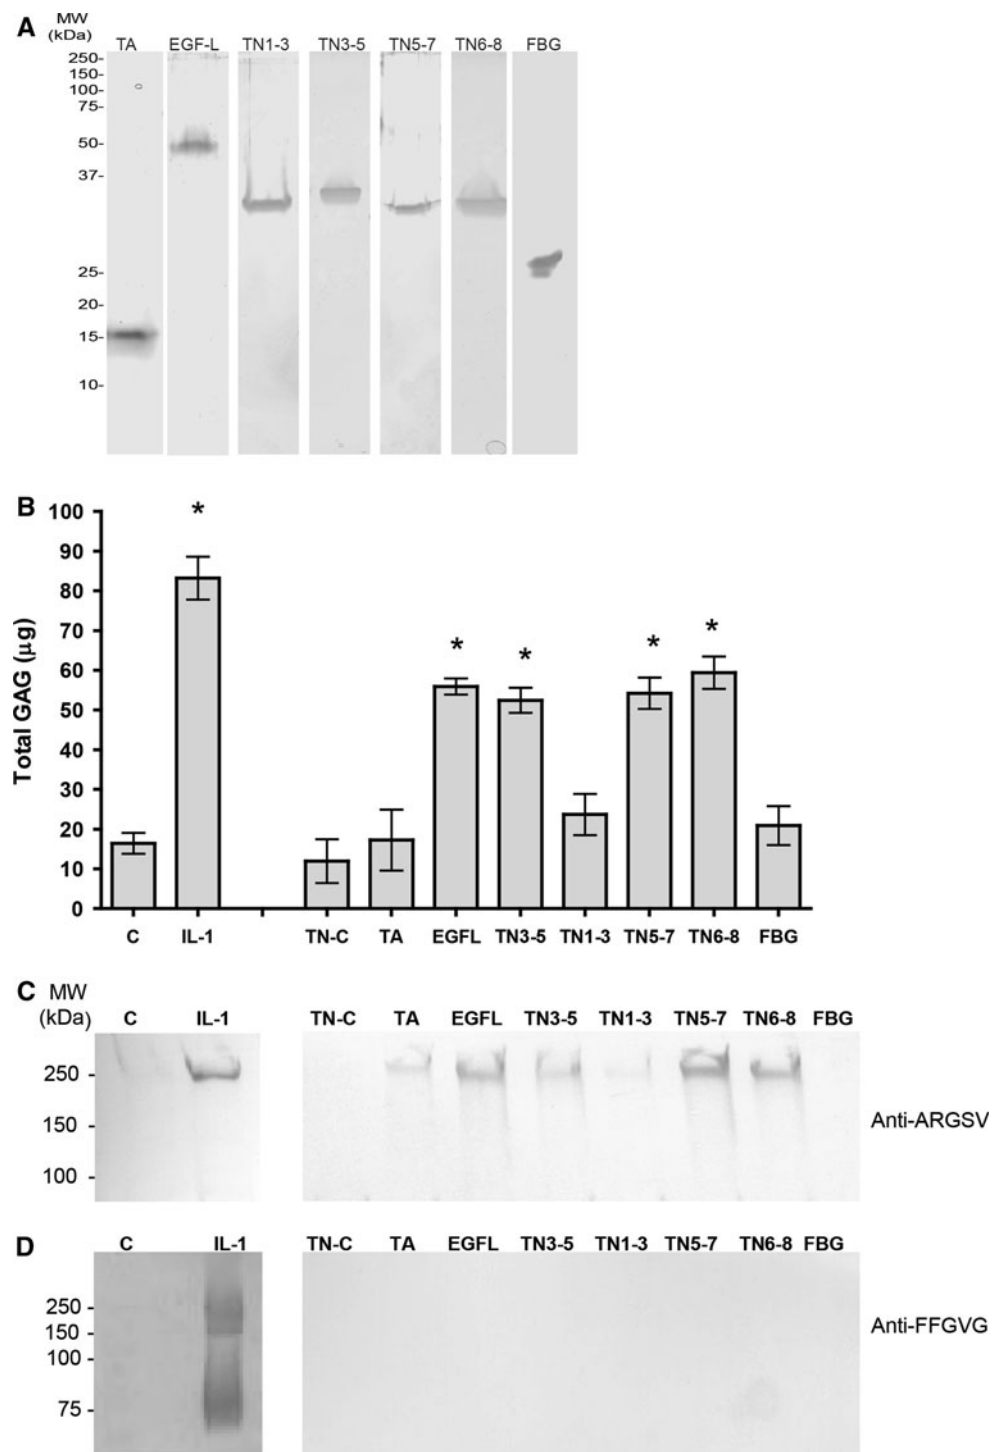 A
MW
(kDa)
TA EGF-L TN1-3 TN3-5 TN5-7 TN6-8 FBG
250-
150-
100-
75-
50-
37-
25-
20-
15-
10-
B
100
90
80
70
60
50
40
30
20
10
0
Total GAG (µg)
* * * * *
C IL-1 TN-C TA EGFL TN3-5 TN1-3 TN5-7 TN6-8 FBG
C
MW
(kDa)
C IL-1 TN-C TA EGFL TN3-5 TN1-3 TN5-7 TN6-8 FBG
250 -
150 -
100 -
Anti-ARGSV
D
C IL-1 TN-C TA EGFL TN3-5 TN1-3 TN5-7 TN6-8 FBG
250 -
150 -
100 -
75 -
Anti-FFGVG